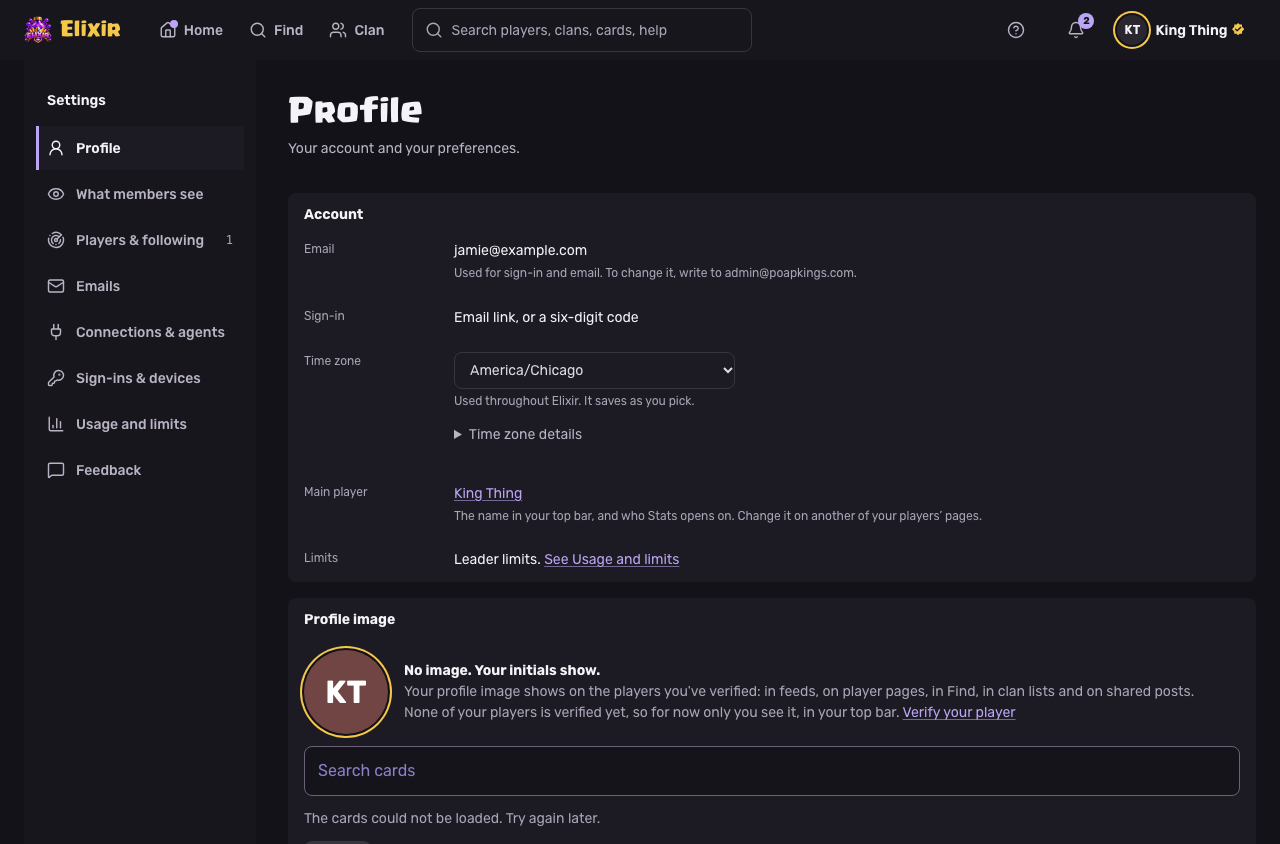 Elixir
Home
Find
Clan
Search players, clans, cards, help
2
KT
King Thing
Settings
Profile
What members see
Players & following 1
Emails
Connections & agents
Sign-ins & devices
Usage and limits
Feedback
Profile
Your account and your preferences.
Account
Email
jamie@example.com
Used for sign-in and email. To change it, write to admin@poapkings.com.
Sign-in
Email link, or a six-digit code
Time zone
America/Chicago
Used throughout Elixir. It saves as you pick.
Time zone details
Main player
King Thing
The name in your top bar, and who Stats opens on. Change it on another of your players' pages.
Limits
Leader limits. See Usage and limits
Profile image
KT
No image. Your initials show.
Your profile image shows on the players you've verified: in feeds, on player pages, in Find, in clan lists and on shared posts.
None of your players is verified yet, so for now only you see it, in your top bar. Verify your player
Search cards
The cards could not be loaded. Try again later.